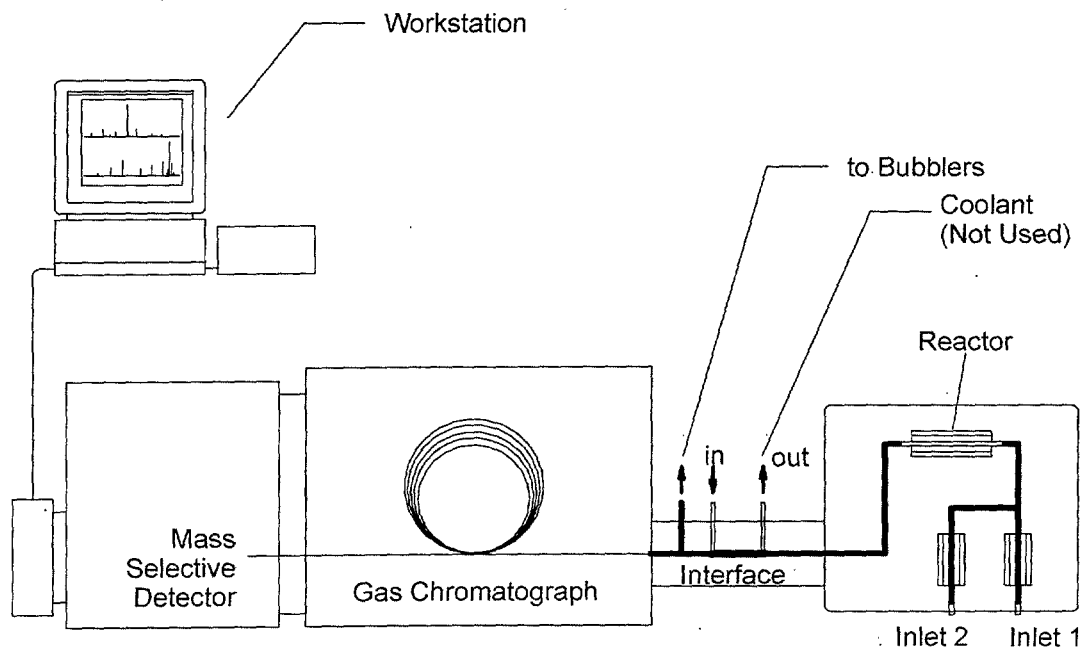 Workstation
to Bubblers
Coolant
(Not Used)
Reactor
in
out
Mass
Selective
Detector
Gas Chromatograph
Interface
Inlet 2
Inlet 1